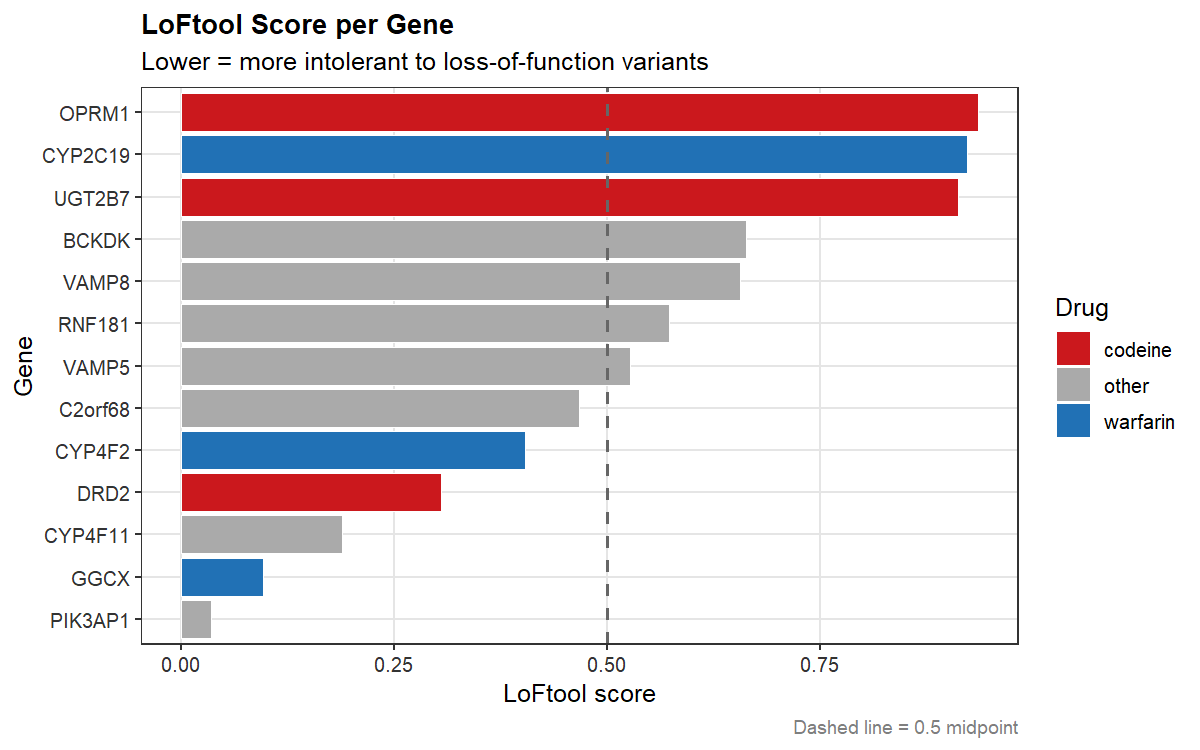 LoFtool Score per Gene
Lower = more intolerant to loss-of-function variants
Gene
OPRM1
CYP2C19
UGT2B7
BCKDK
VAMP8
RNF181
VAMP5
C2orf68
CYP4F2
DRD2
CYP4F11
GGCX
PIK3AP1
0.00 0.25 0.50 0.75
LoFtool score
Drug
codeine
other
warfarin
Dashed line = 0.5 midpoint